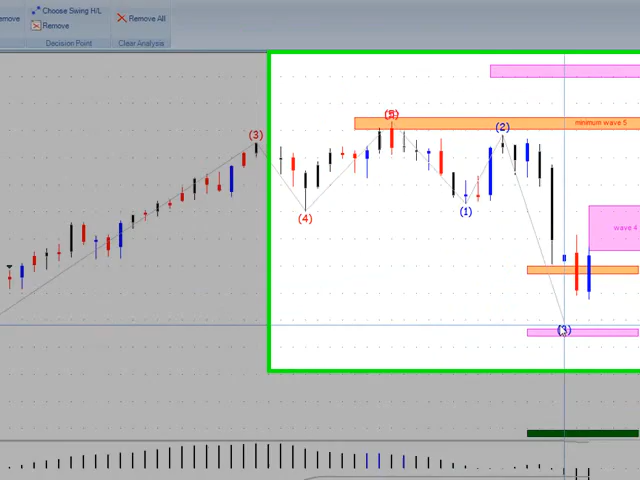 emove
Choose Swing H/L
Remove
Remove All
Decision Point
Clear Analysis
minimum wave 5
(3)
(2)
(4)
(1)
wave 4
(3)